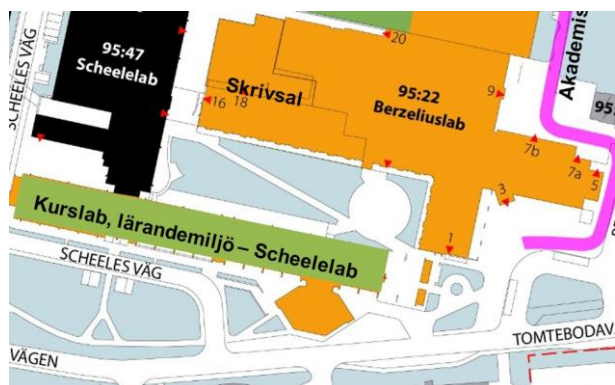 SCHEELES VÄG
95:47
Scheelelab
20
Skrivsal
16
18
95:22
Berzeliuslab
9
Akademis
95:
7b
7a
5
3
1
Kurslab, lärandemiljö – Scheelelab
SCHEELES VÄG
VÄGEN
TOMTEBODAV